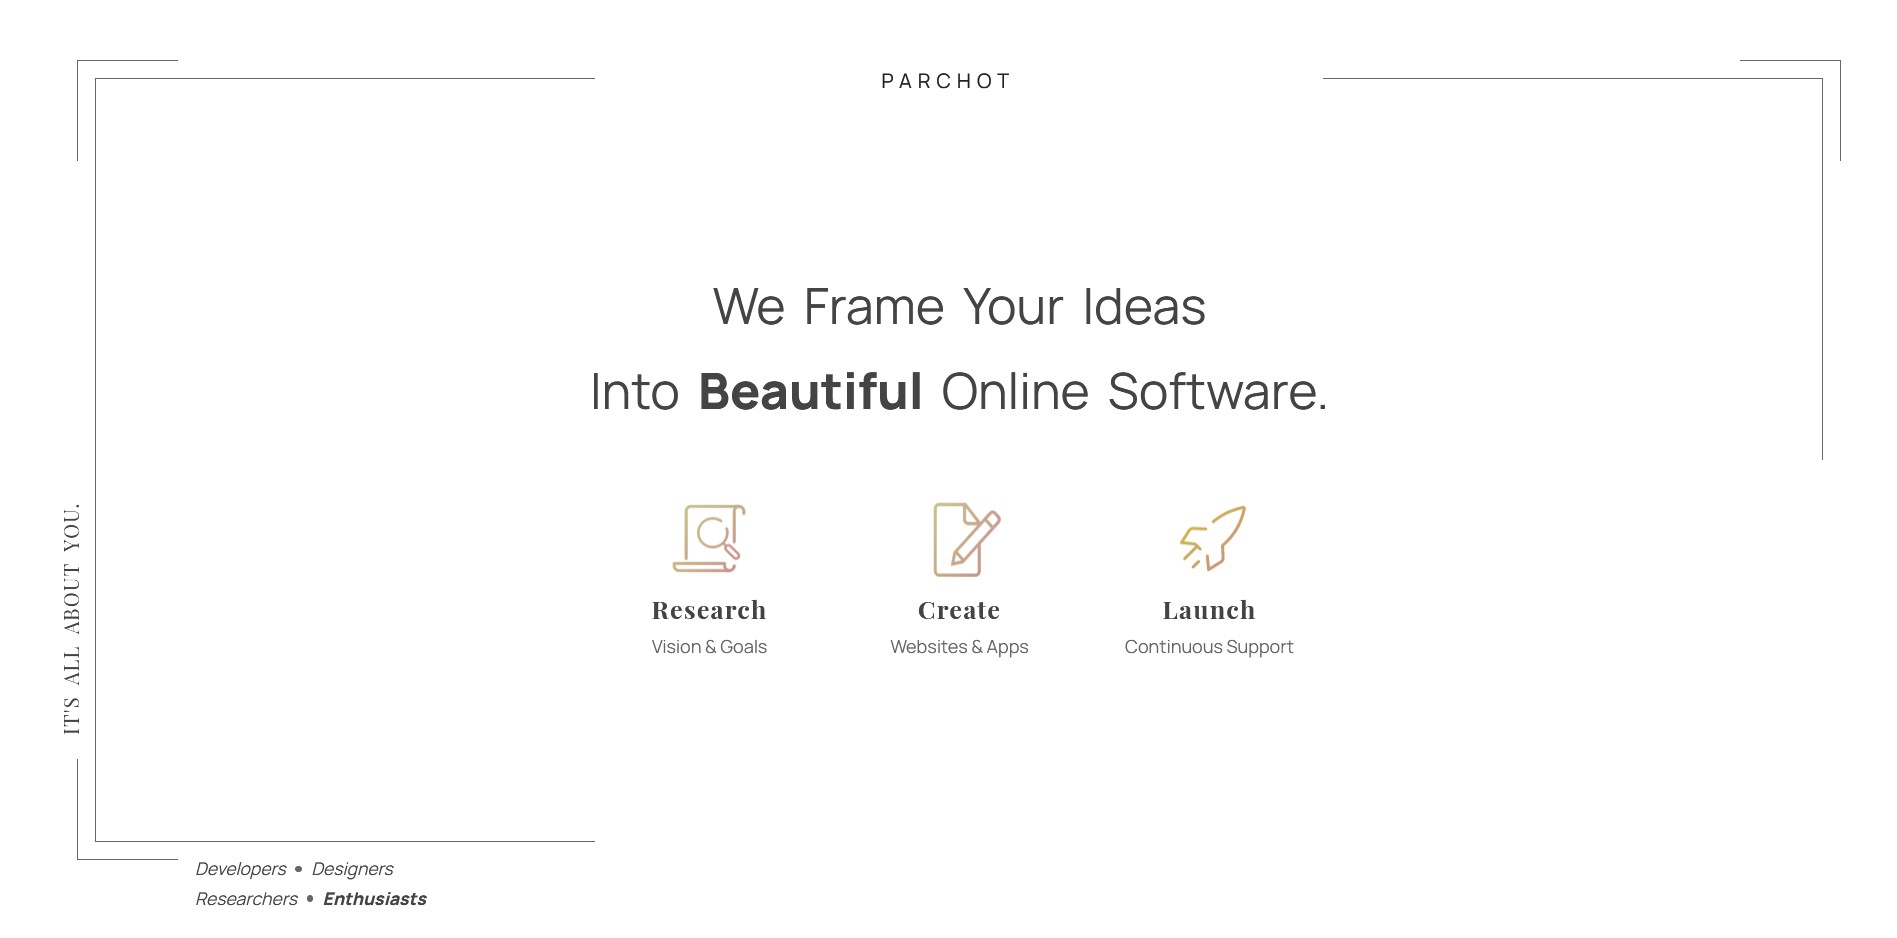 PARCHOT
We Frame Your Ideas
Into Beautiful Online Software.
Research
Vision & Goals
Create
Websites & Apps
Launch
Continuous Support
IT'S ALL ABOUT YOU.
Developers • Designers
Researchers • Enthusiasts